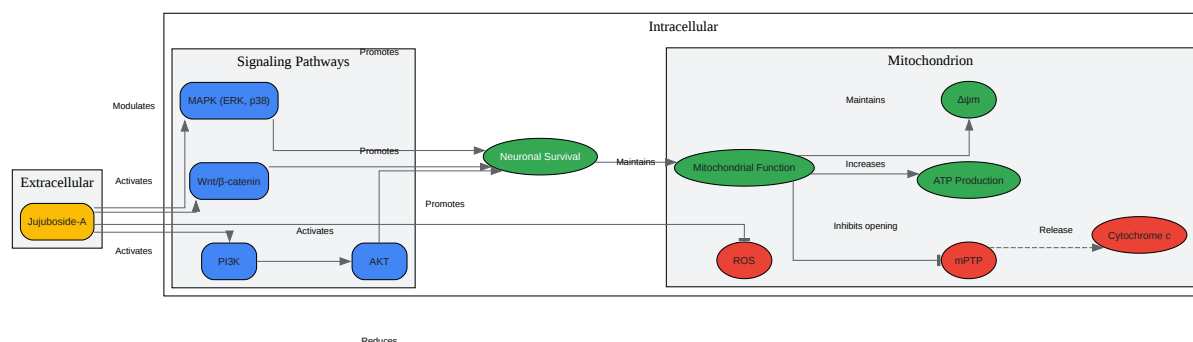 Intracellular
Promotes
Signaling Pathways
Mitochondrion
MAPK (ERK, p38)
Modulates
Maintains
Δψm
Promotes
Neuronal Survival
Maintains
Mitochondrial Function
Increases
ATP Production
Extracellular
Activates
Wnt/β-catenin
Jujuboside-A
Promotes
Activates
Inhibits opening
Release
Cytochrome c
Activates
PI3K
AKT
ROS
mPTP
Reduces